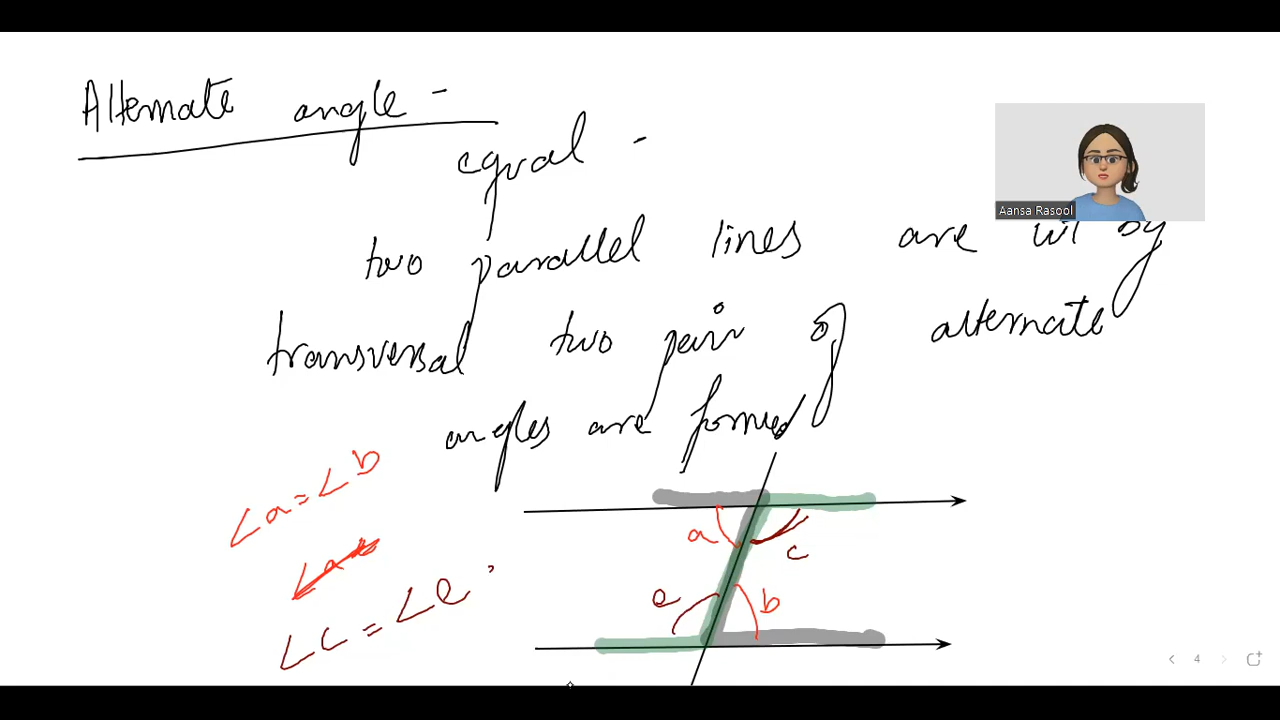 Alternate angle -
equal -
Aansa Rasool
two parallel lines are by
transversal two pair of alternate
angles are formed
∠a=∠b
∠a
∠c=∠e
a
c
e
b
4